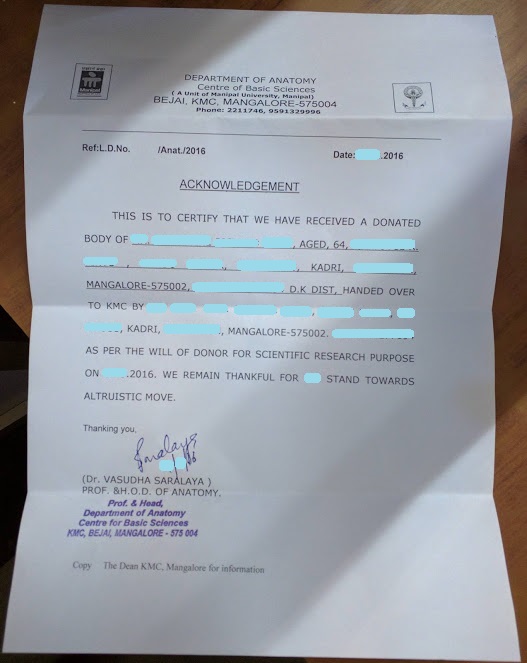 Manipal
DEPARTMENT OF ANATOMY
Centre of Basic Sciences
( A Unit of Manipal University, Manipal)
BEJAI, KMC, MANGALORE-575004
Phone: 2211746, 9591329996
Ref:L.D.No. /Anat./2016 Date: .2016
ACKNOWLEDGEMENT
THIS IS TO CERTIFY THAT WE HAVE RECEIVED A DONATED
BODY OF , AGED, 64,
, KADRI,
MANGALORE-575002, D.K DIST, HANDED OVER
TO KMC BY
, KADRI, , MANGALORE-575002.
AS PER THE WILL OF DONOR FOR SCIENTIFIC RESEARCH PURPOSE
ON .2016. WE REMAIN THANKFUL FOR STAND TOWARDS
ALTRUISTIC MOVE.
Thanking you,
(Dr. VASUDHA SARALAYA )
PROF. &H.O.D. OF ANATOMY.
Prof. & Head,
Department of Anatomy
Centre for Basic Sciences
KMC, BEJAI, MANGALORE - 575 004
Copy The Dean KMC, Mangalore for information